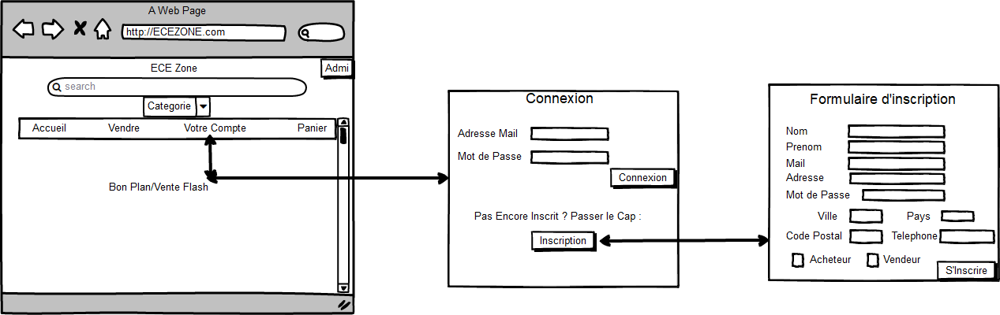 A Web Page
http://ECEZONE.com
ECE Zone
Admi
search
Categorie
Accueil Vendre Votre Compte Panier
Bon Plan/Vente Flash
Connexion
Adresse Mail
Mot de Passe
Connexion
Pas Encore Inscrit ? Passer le Cap :
Inscription
Formulaire d'inscription
Nom
Prenom
Mail
Adresse
Mot de Passe
Ville Pays
Code Postal Telephone
Acheteur Vendeur
S'Inscrire